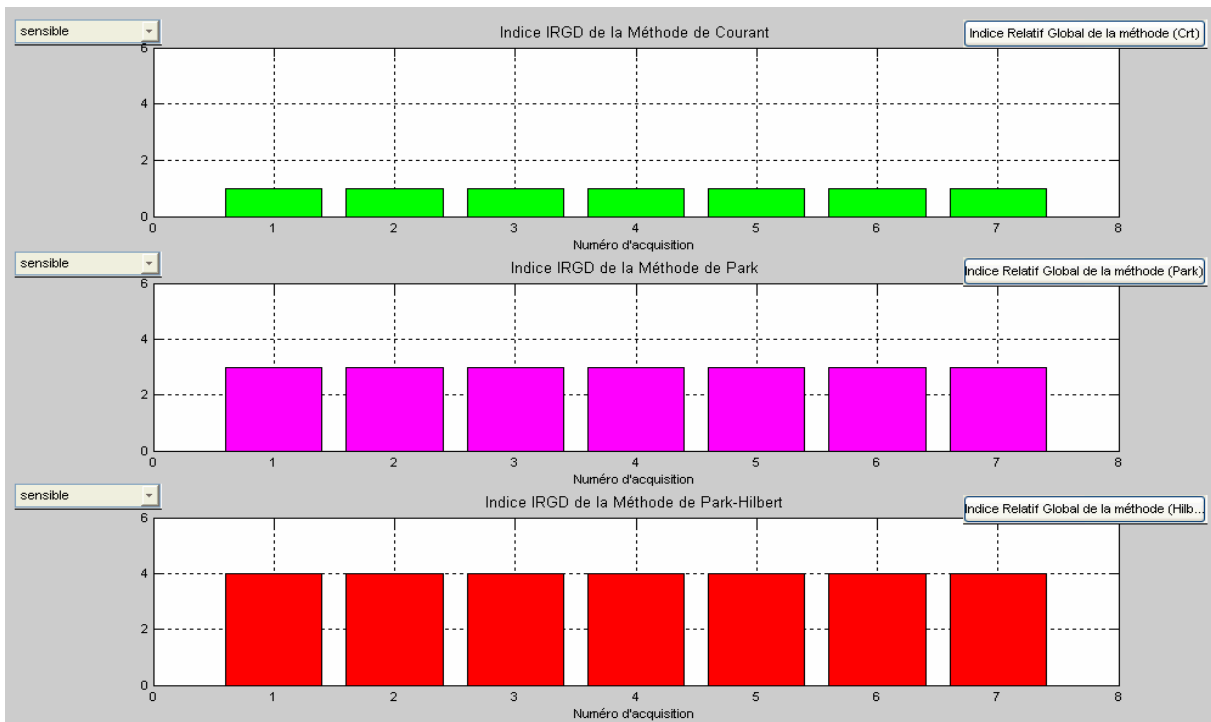 sensible
Indice IRGD de la Méthode de Courant
Indice Relatif Global de la méthode (Crt)
6
4
2
0
0 1 2 3 4 5 6 7 8
Numéro d'acquisition
sensible
Indice IRGD de la Méthode de Park
Indice Relatif Global de la méthode (Park)
6
4
2
0
0 1 2 3 4 5 6 7 8
Numéro d'acquisition
sensible
Indice IRGD de la Méthode de Park-Hilbert
Indice Relatif Global de la méthode (Hilb...
6
4
2
0
0 1 2 3 4 5 6 7 8
Numéro d'acquisition